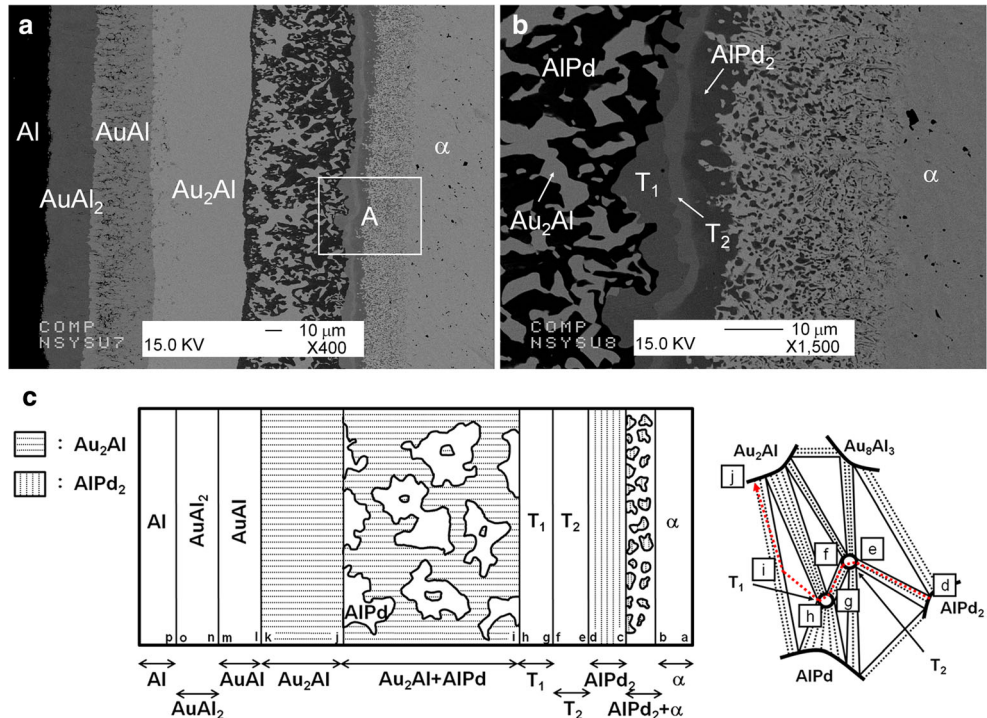 a
Al
AuAl
AuAl₂
Au₂Al
A
α
COMP
NSYSU7
15.0 KV
10 μm
X400
b
AlPd
AlPd₂
T₁
T₂
Au₂Al
α
COMP
NSYSU8
15.0 KV
10 μm
X1,500
c
: Au₂Al
: AlPd₂
Al
AuAl₂
AuAl
AlPd
T₁
T₂
α
p o n m l k j i h g f e d c b a
Al AuAl Au₂Al Au₂Al+AlPd T₁ AlPd₂ α
AuAl₂ T₂ AlPd₂+α
Au₂Al
Au₈Al₃
j
f
e
i
d
T₁
AlPd₂
h
g
AlPd
T₂